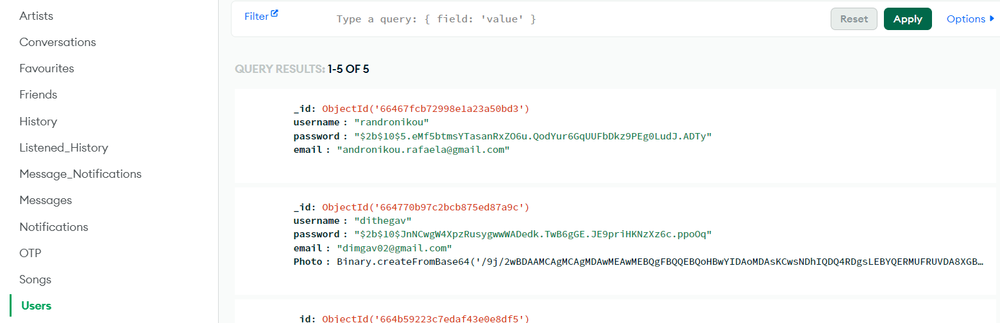 Artists
Conversations
Favourites
Friends
History
Listened_History
Message_Notifications
Messages
Notifications
OTP
Songs
Users
Filter
Type a query: { field: 'value' }
Reset
Apply
Options
QUERY RESULTS: 1-5 OF 5
_id: ObjectId('66467fcb72998e1a23a50bd3')
username : "randronikou"
password : "$2b$10$5.eMf5btmsYTasanRxZO6u.QodYur6GqUUFbDkz9PEg0LudJ.ADTy"
email : "andronikou.rafaela@gmail.com"
_id: ObjectId('664770b97c2bcb875ed87a9c')
username : "dithegav"
password : "$2b$10$JnNCwgW4XpzRusygwwWADedk.TwB6gGE.JE9priHKNzXz6c.ppoOq"
email : "dimgav02@gmail.com"
Photo : Binary.createFromBase64('/9j/2wBDAAMCAgMCAgMDAwMEAwMEBQgFBQQEBQoHBwYIDAoMDAsKCwsNDhIQDQ4RDgsLEBYQERMUFRUVDA8XGB…
_id: ObjectId('664b59223c7edaf43e0e8df5')